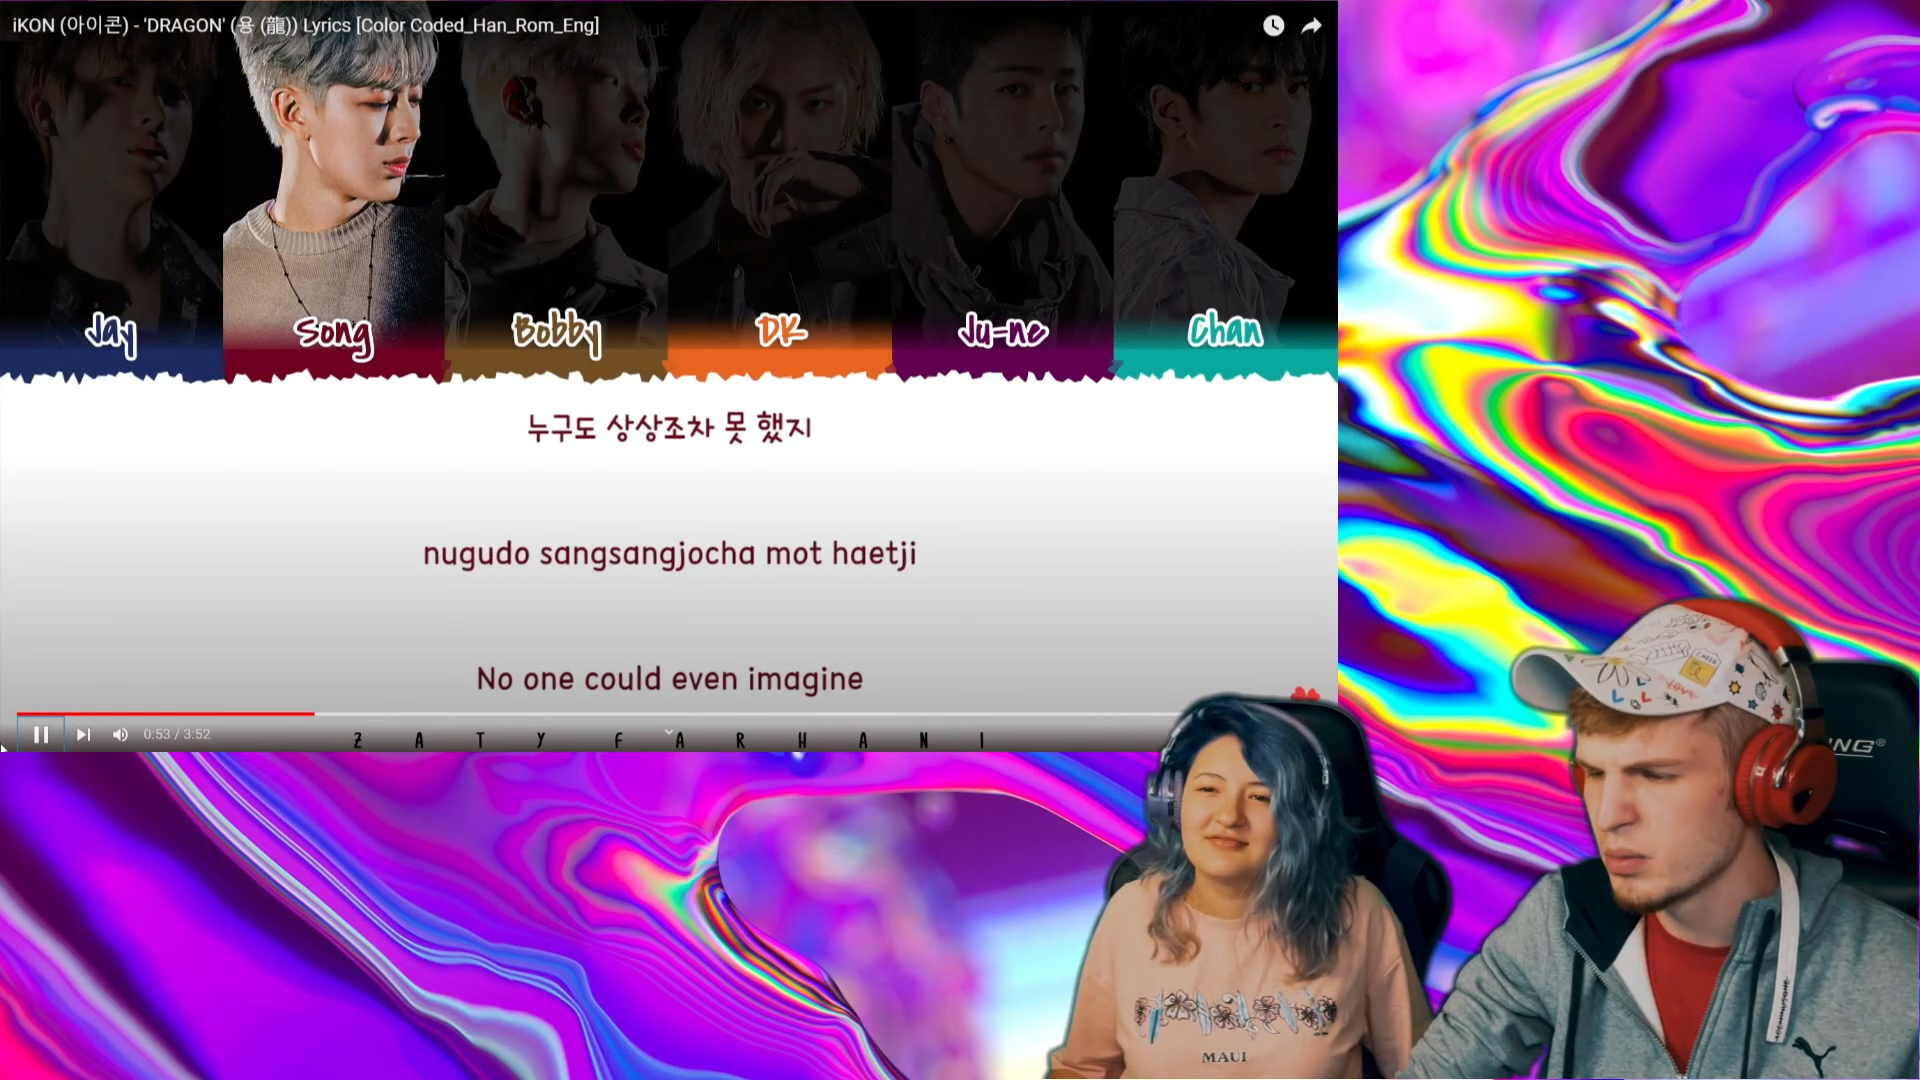 iKON (아이콘) - 'DRAGON' (용 (龍)) Lyrics [Color Coded_Han_Rom_Eng]
Jay
Song
Bobby
DK
Ju-ne
Chan
누구도 상상조차 못 했지
nugudo sangsangjocha mot haetji
No one could even imagine
0:53 / 3:52
Z A T Y F A R H A N I
CHEER
MAUI